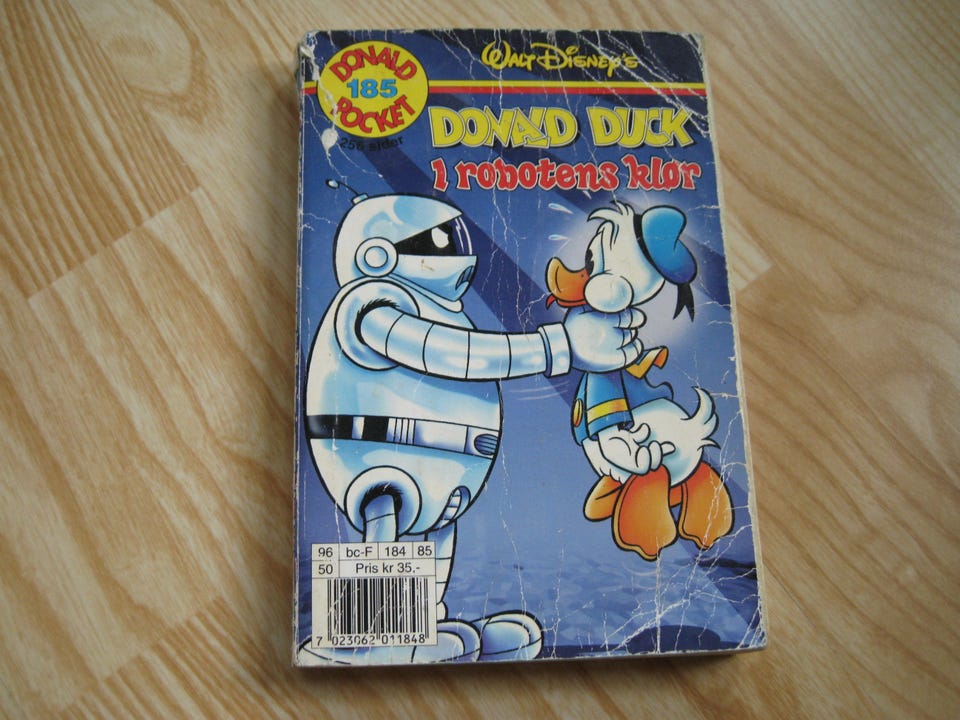 DONALD
185
POCKET
256 sider
WALT DISNEY'S
DONALD DUCK
I robotens klør
96 bc-F 184 85
50 Pris kr 35,-
7 023062 011848